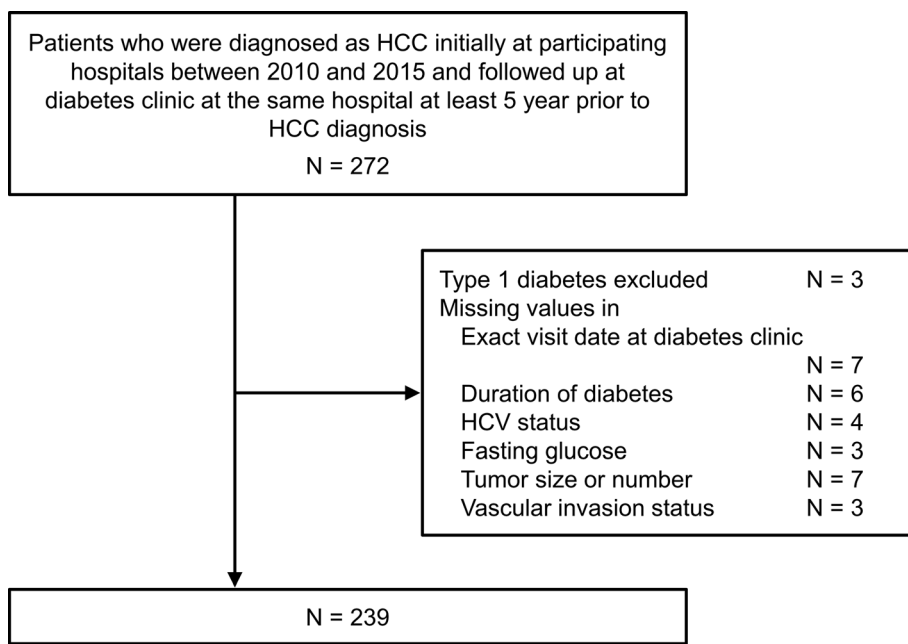 Patients who were diagnosed as HCC initially at participating
hospitals between 2010 and 2015 and followed up at
diabetes clinic at the same hospital at least 5 year prior to
HCC diagnosis
N = 272
Type 1 diabetes excluded N = 3
Missing values in
Exact visit date at diabetes clinic
N = 7
Duration of diabetes N = 6
HCV status N = 4
Fasting glucose N = 3
Tumor size or number N = 7
Vascular invasion status N = 3
N = 239